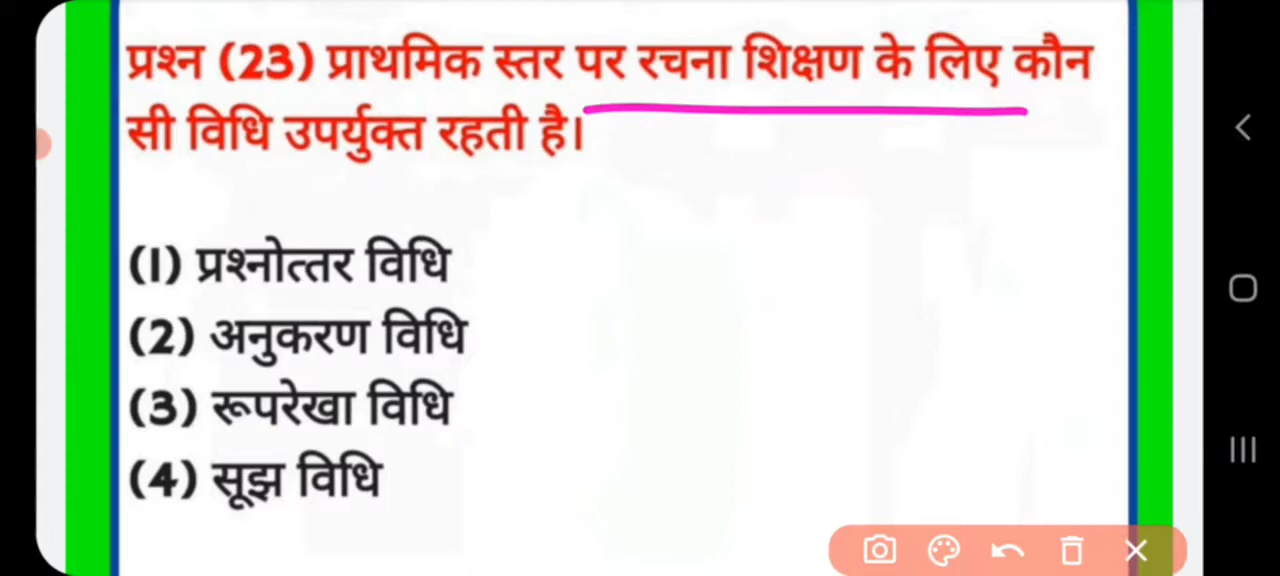 प्रश्न (23) प्राथमिक स्तर पर रचना शिक्षण के लिए कौन
सी विधि उपर्युक्त रहती है।
(1) प्रश्नोत्तर विधि
(2) अनुकरण विधि
(3) रूपरेखा विधि
(4) सूझ विधि